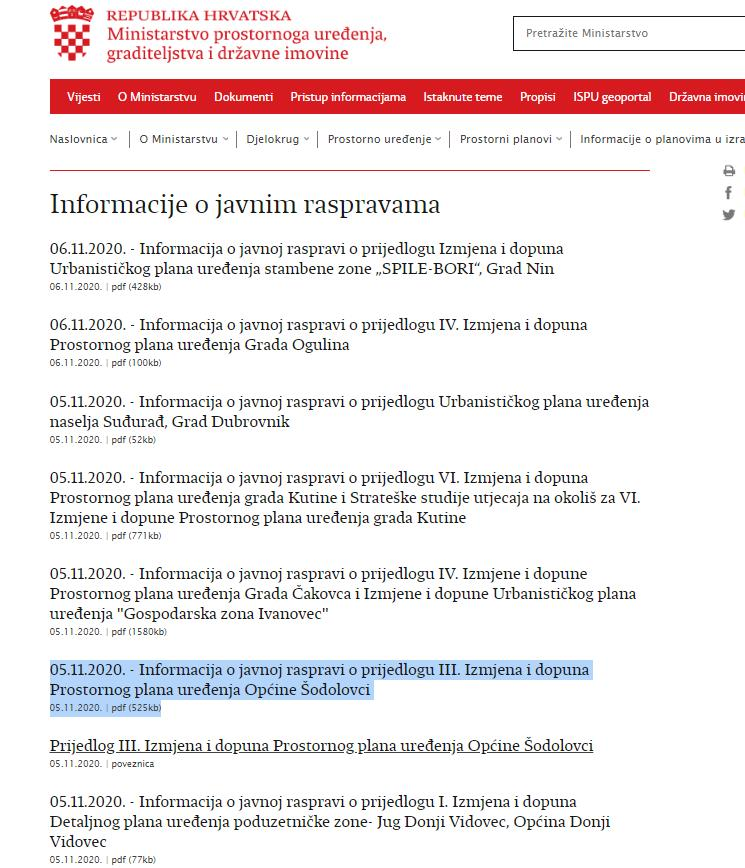 REPUBLIKA HRVATSKA
Ministarstvo prostornoga uređenja,
graditeljstva i državne imovine
Pretražite Ministarstvo
Vijesti O Ministarstvu Dokumenti Pristup informacijama Istaknute teme Propisi ISPU geoportal Državna imovi
Naslovnica O Ministarstvu Djelokrug Prostorno uređenje Prostorni planovi Informacije o planovima u izra
Informacije o javnim raspravama
06.11.2020. - Informacija o javnoj raspravi o prijedlogu Izmjena i dopuna
Urbanističkog plana uređenja stambene zone „SPILE-BORI“, Grad Nin
06.11.2020. | pdf (428kb)
06.11.2020. - Informacija o javnoj raspravi o prijedlogu IV. Izmjena i dopuna
Prostornog plana uređenja Grada Ogulina
06.11.2020. | pdf (100kb)
05.11.2020. - Informacija o javnoj raspravi o prijedlogu Urbanističkog plana uređenja
naselja Suđurađ, Grad Dubrovnik
05.11.2020. | pdf (52kb)
05.11.2020. - Informacija o javnoj raspravi o prijedlogu VI. Izmjena i dopuna
Prostornog plana uređenja grada Kutine i Strateške studije utjecaja na okoliš za VI.
Izmjene i dopune Prostornog plana uređenja grada Kutine
05.11.2020. | pdf (771kb)
05.11.2020. - Informacija o javnoj raspravi o prijedlogu IV. Izmjene i dopune
Prostornog plana uređenja Grada Čakovca i Izmjene i dopune Urbanističkog plana
uređenja "Gospodarska zona Ivanovec"
05.11.2020. | pdf (1580kb)
05.11.2020. - Informacija o javnoj raspravi o prijedlogu III. Izmjena i dopuna
Prostornog plana uređenja Općine Šodolovci
05.11.2020. | pdf (525kb)
Prijedlog III. Izmjena i dopuna Prostornog plana uređenja Općine Šodolovci
05.11.2020. | poveznica
05.11.2020. - Informacija o javnoj raspravi o prijedlogu I. Izmjena i dopuna
Detaljnog plana uređenja poduzetničke zone- Jug Donji Vidovec, Općina Donji
Vidovec
05.11.2020. | pdf (77kb)